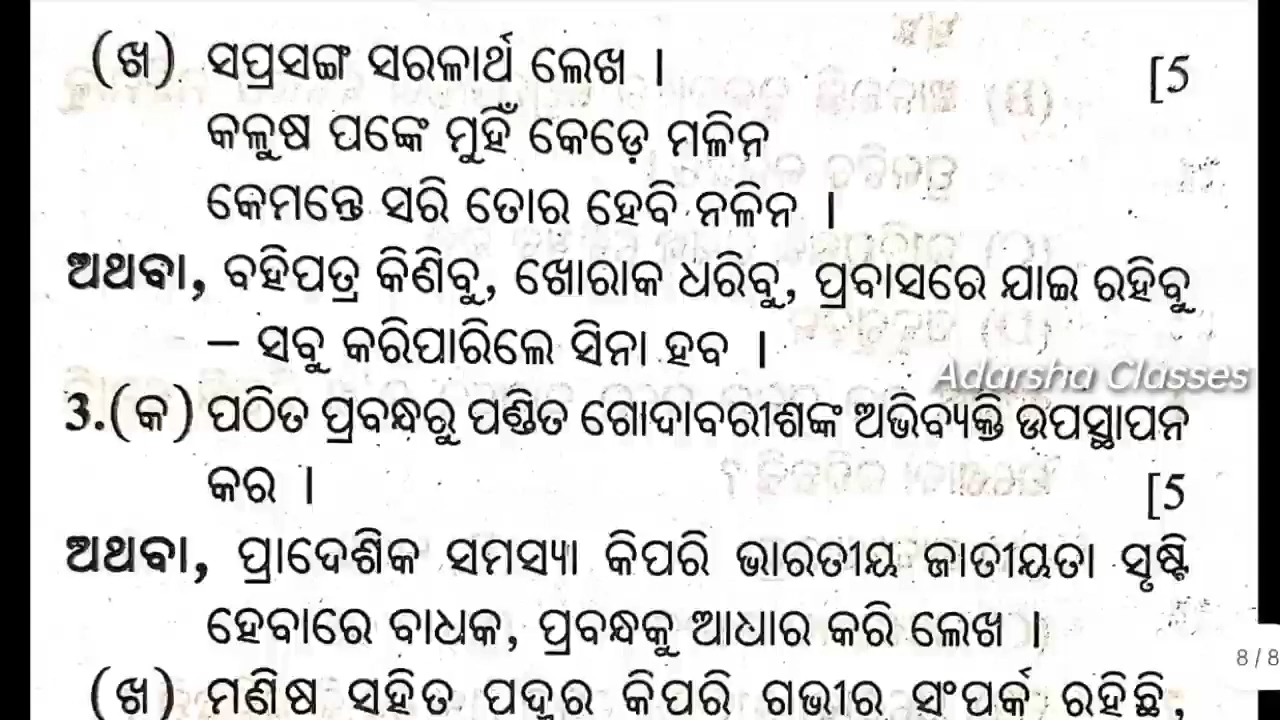 (ଖ) ସପ୍ରସଙ୍ଗ ସରଳାର୍ଥ ଲେଖ । [5
କଳୁଷ ପଙ୍କେ ମୁହିଁ କେଡ଼େ ମଳିନ
କେମନ୍ତେ ସରି ତୋର ହେବି ନଳିନ ।
ଅଥବା, ବହିପତ୍ର କିଣିବୁ, ଖୋରାକ ଧରିବୁ, ପ୍ରବାସରେ ଯାଇ ରହିବୁ
– ସବୁ କରିପାରିଲେ ସିନା ହବ ।
Adarsha Classes
3.(କ) ପଠିତ ପ୍ରବନ୍ଧରୁ ପଣ୍ଡିତ ଗୋଦାବରୀଶଙ୍କ ଅଭିବ୍ୟକ୍ତି ଉପସ୍ଥାପନ
କର । [5
ଅଥବା, ପ୍ରାଦେଶିକ ସମସ୍ୟା କିପରି ଭାରତୀୟ ଜାତୀୟତା ସୃଷ୍ଟି
ହେବାରେ ବାଧକ, ପ୍ରବନ୍ଧକୁ ଆଧାର କରି ଲେଖ ।
8 / 8
(ଖ) ମଣିଷ ସହିତ ପଦ୍ମର କିପରି ଗଭୀର ସଂପର୍କ ରହିଛି,